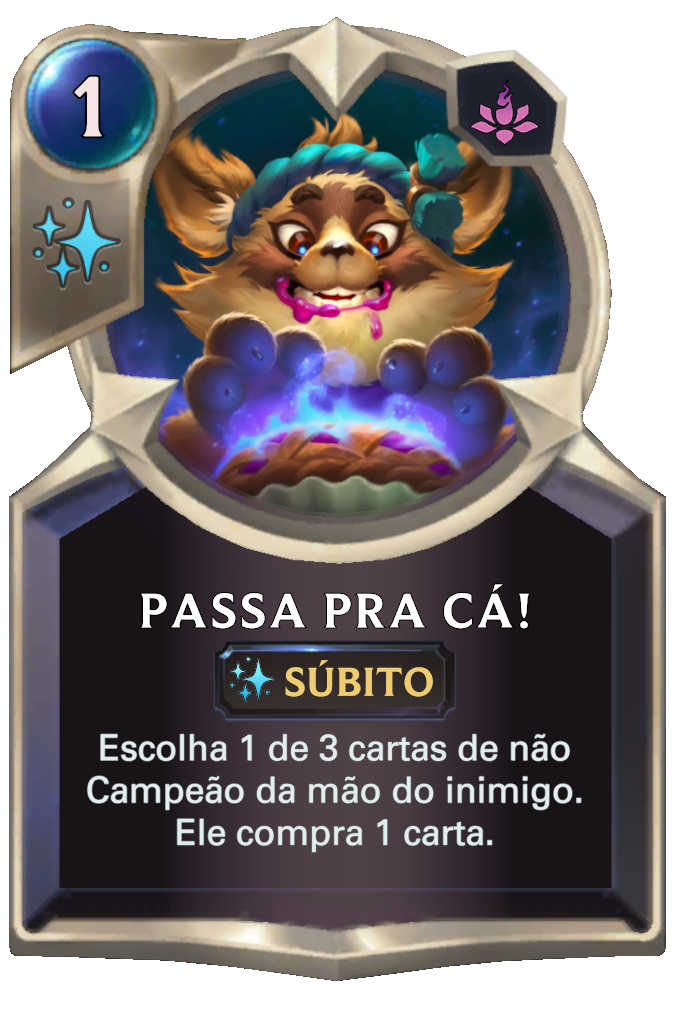 1
PASSA PRA CÁ!
SÚBITO
Escolha 1 de 3 cartas de não
Campeão da mão do inimigo.
Ele compra 1 carta.